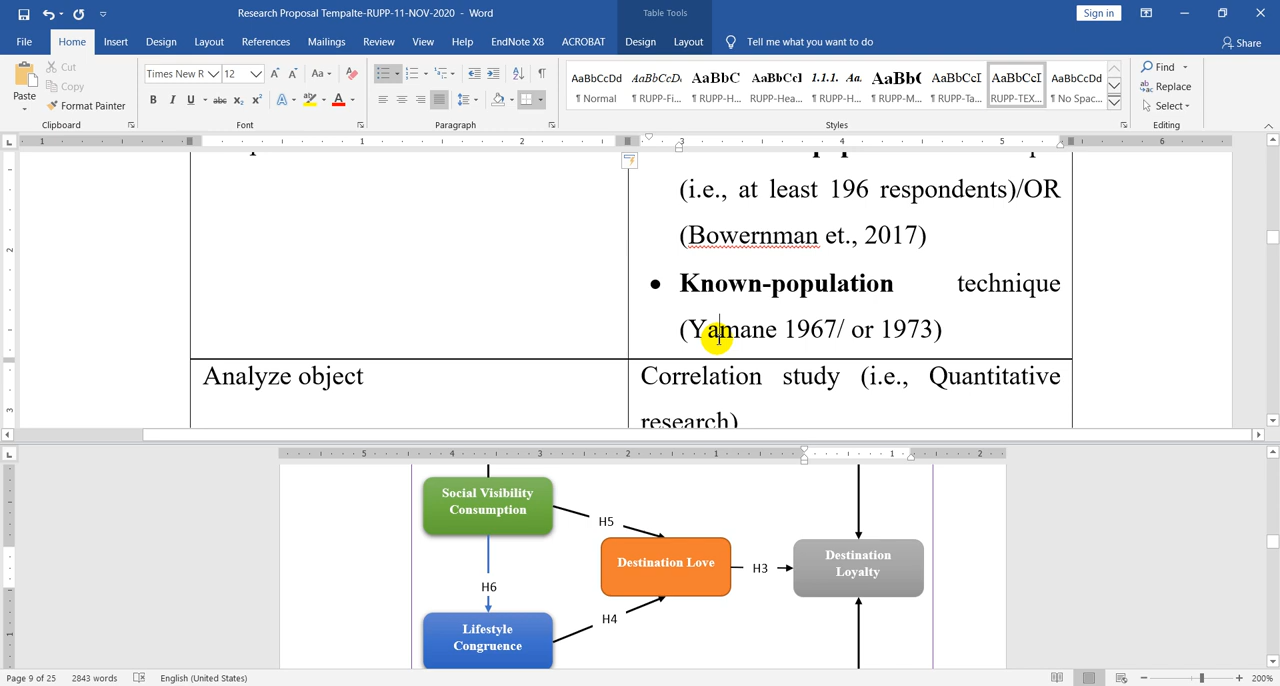 Research Proposal Tempalte-RUPP-11-NOV-2020 - Word
Table Tools
Sign in
File Home Insert Design Layout References Mailings Review View Help EndNote X8 ACROBAT Design Layout Tell me what you want to do Share
Paste
Cut
Copy
Format Painter
Clipboard
Times New R 12
Font
Paragraph
AaBbCcDd AaBbCcD. AaBbC AaBbCcI 1.1.1. Aa. AaBb( AaBbCcI AaBbCcI AaBbCcDd
¶ Normal ¶ RUPP-Fi... ¶ RUPP-H... RUPP-Hea... ¶ RUPP-H... ¶ RUPP-M... ¶ RUPP-Ta... RUPP-TEX... ¶ No Spac...
Styles
Find
Replace
Select
Editing
(i.e., at least 196 respondents)/OR
(Bowernman et., 2017)
• Known-population technique
(Yamane 1967/ or 1973)
Analyze object
Correlation study (i.e., Quantitative
research)
Social Visibility
Consumption
H5
Destination Love
H3
Destination
Loyalty
H6
H4
Lifestyle
Congruence
Page 9 of 25 2843 words English (United States) 200%